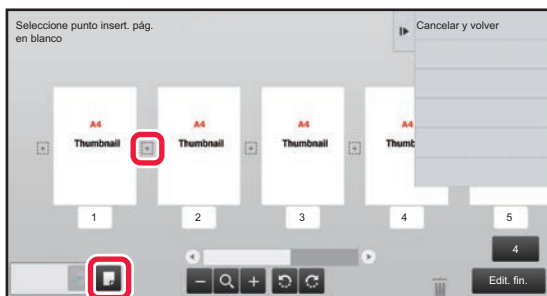 Seleccione punto insert. pág.
en blanco
Cancelar y volver
A4
Thumbnail
A4
Thumbnail
A4
Thumbnail
A4
Thumb
1
2
3
4
5
4
Edit. fin.